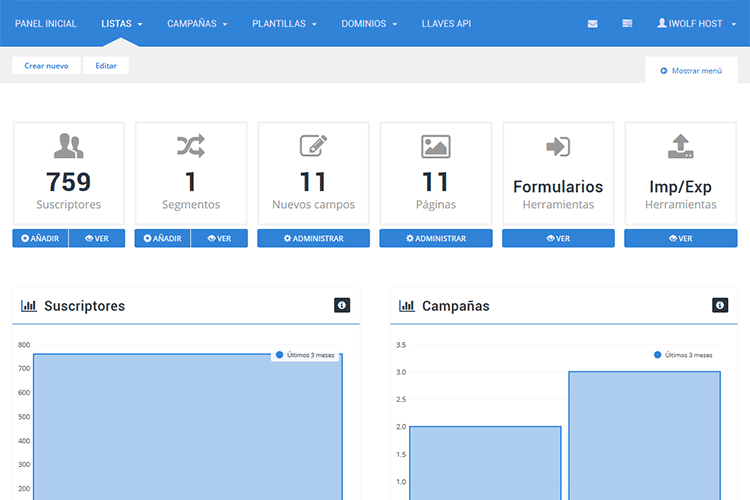 PANEL INICIAL LISTAS CAMPAÑAS PLANTILLAS DOMINIOS LLAVES API IWOLF HOST
Crear nuevo Editar Mostrar menú
759 1 11 11 Formularios Imp/Exp
Suscriptores Segmentos Nuevos campos Páginas Herramientas Herramientas
AÑADIR VER AÑADIR VER ADMINISTRAR ADMINISTRAR VER VER
Suscriptores
800
Últimos 3 meses
700
600
500
400
300
200
Campañas
3.5
Últimos 3 meses
3.0
2.5
2.0
1.5
1.0